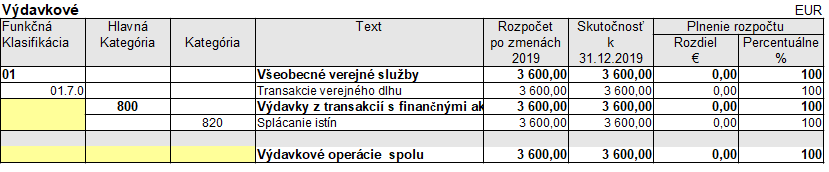 Výdavkové EUR
Funkčná Klasifikácia Hlavná Kategória Kategória Text Rozpočet po zmenách 2019 Skutočnosť k 31.12.2019 Plnenie rozpočtu Rozdiel € Percentuálne %
01 Všeobecné verejné služby 3 600,00 3 600,00 0,00 100
01.7.0 Transakcie verejného dlhu 3 600,00 3 600,00 0,00 100
800 Výdavky z transakcií s finančnými ak 3 600,00 3 600,00 0,00 100
820 Splácanie istín 3 600,00 3 600,00 0,00 100
Výdavkové operácie spolu 3 600,00 3 600,00 0,00 100